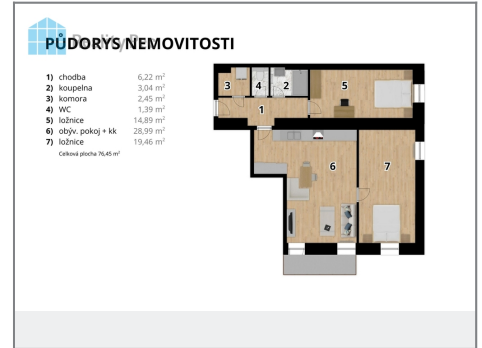 PŮDORYS NEMOVITOSTI
1) chodba 6,22 m²
2) koupelna 3,04 m²
3) komora 2,45 m²
4) WC 1,39 m²
5) ložnice 14,89 m²
6) obýv. pokoj + kk 28,99 m²
7) ložnice 19,46 m²
Celková plocha 76,45 m²
3
4
2
5
1
6
7